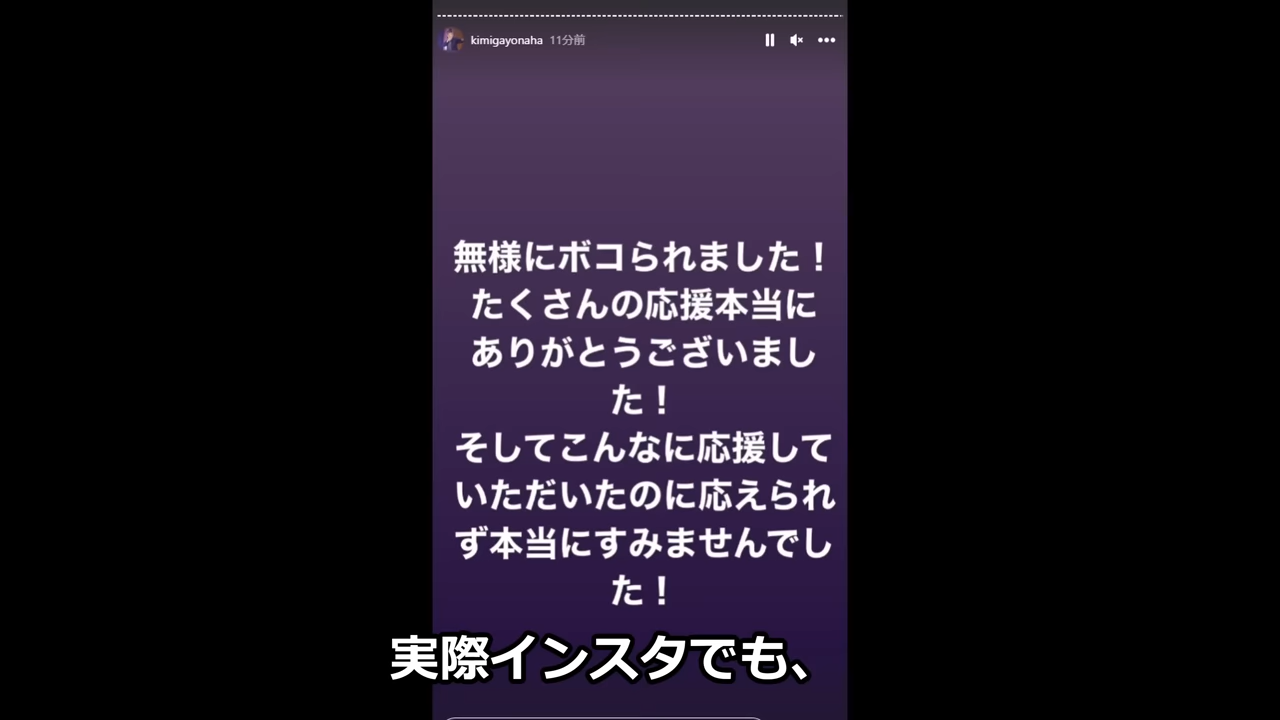 kimigayonaha 11分前
無様にボコられました！
たくさんの応援本当に
ありがとうございまし
た！
そしてこんなに応援して
いただいたのに応えられ
ず本当にすみませんでし
た！
実際インスタでも、